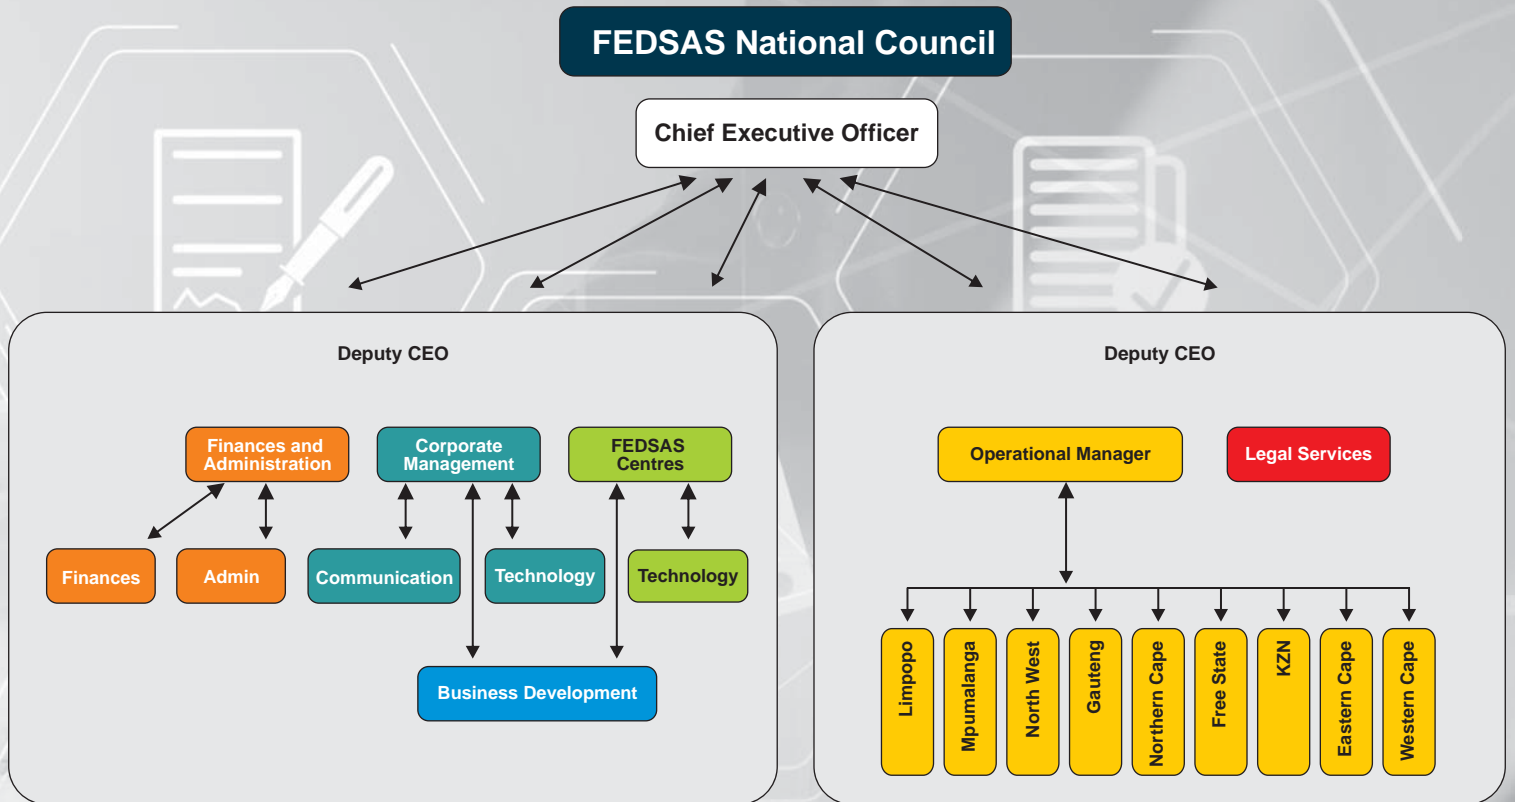 FEDSAS National Council
Chief Executive Officer
Deputy CEO
Finances and
Administration
Corporate
Management
FEDSAS
Centres
Finances
Admin
Communication
Technology
Technology
Business Development
Deputy CEO
Operational Manager
Legal Services
Limpopo
Mpumalanga
North West
Gauteng
Northern Cape
Free State
KZN
Eastern Cape
Western Cape